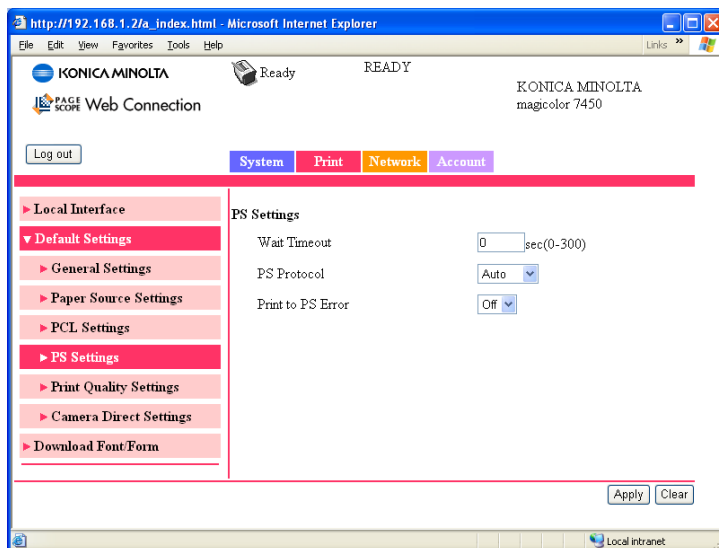 http://192.168.1.2/a_index.html - Microsoft Internet Explorer
File Edit View Favorites Tools Help Links »
KONICA MINOLTA
PAGE SCOPE Web Connection
Ready
READY
KONICA MINOLTA
magicolor 7450
Log out
System Print Network Account
Local Interface
Default Settings
General Settings
Paper Source Settings
PCL Settings
PS Settings
Print Quality Settings
Camera Direct Settings
Download Font/Form
PS Settings
Wait Timeout 0 sec(0-300)
PS Protocol Auto
Print to PS Error Off
Apply Clear
Local intranet